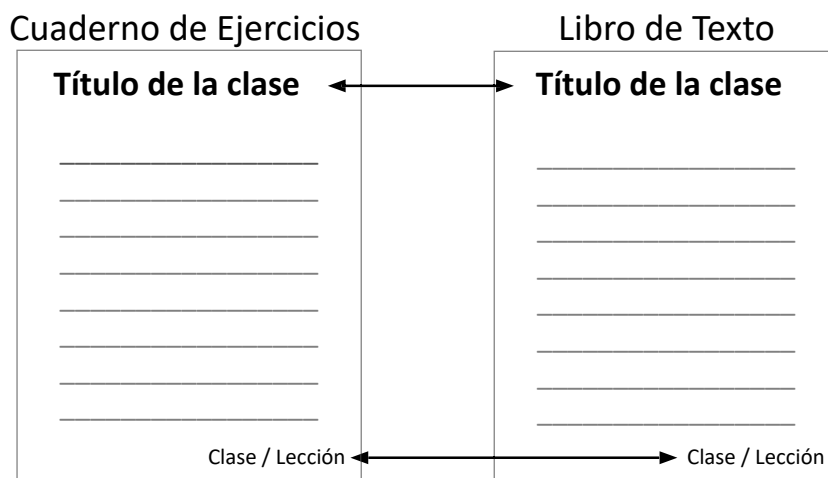 Cuaderno de Ejercicios
Libro de Texto
Título de la clase
Título de la clase
Clase / Lección
Clase / Lección